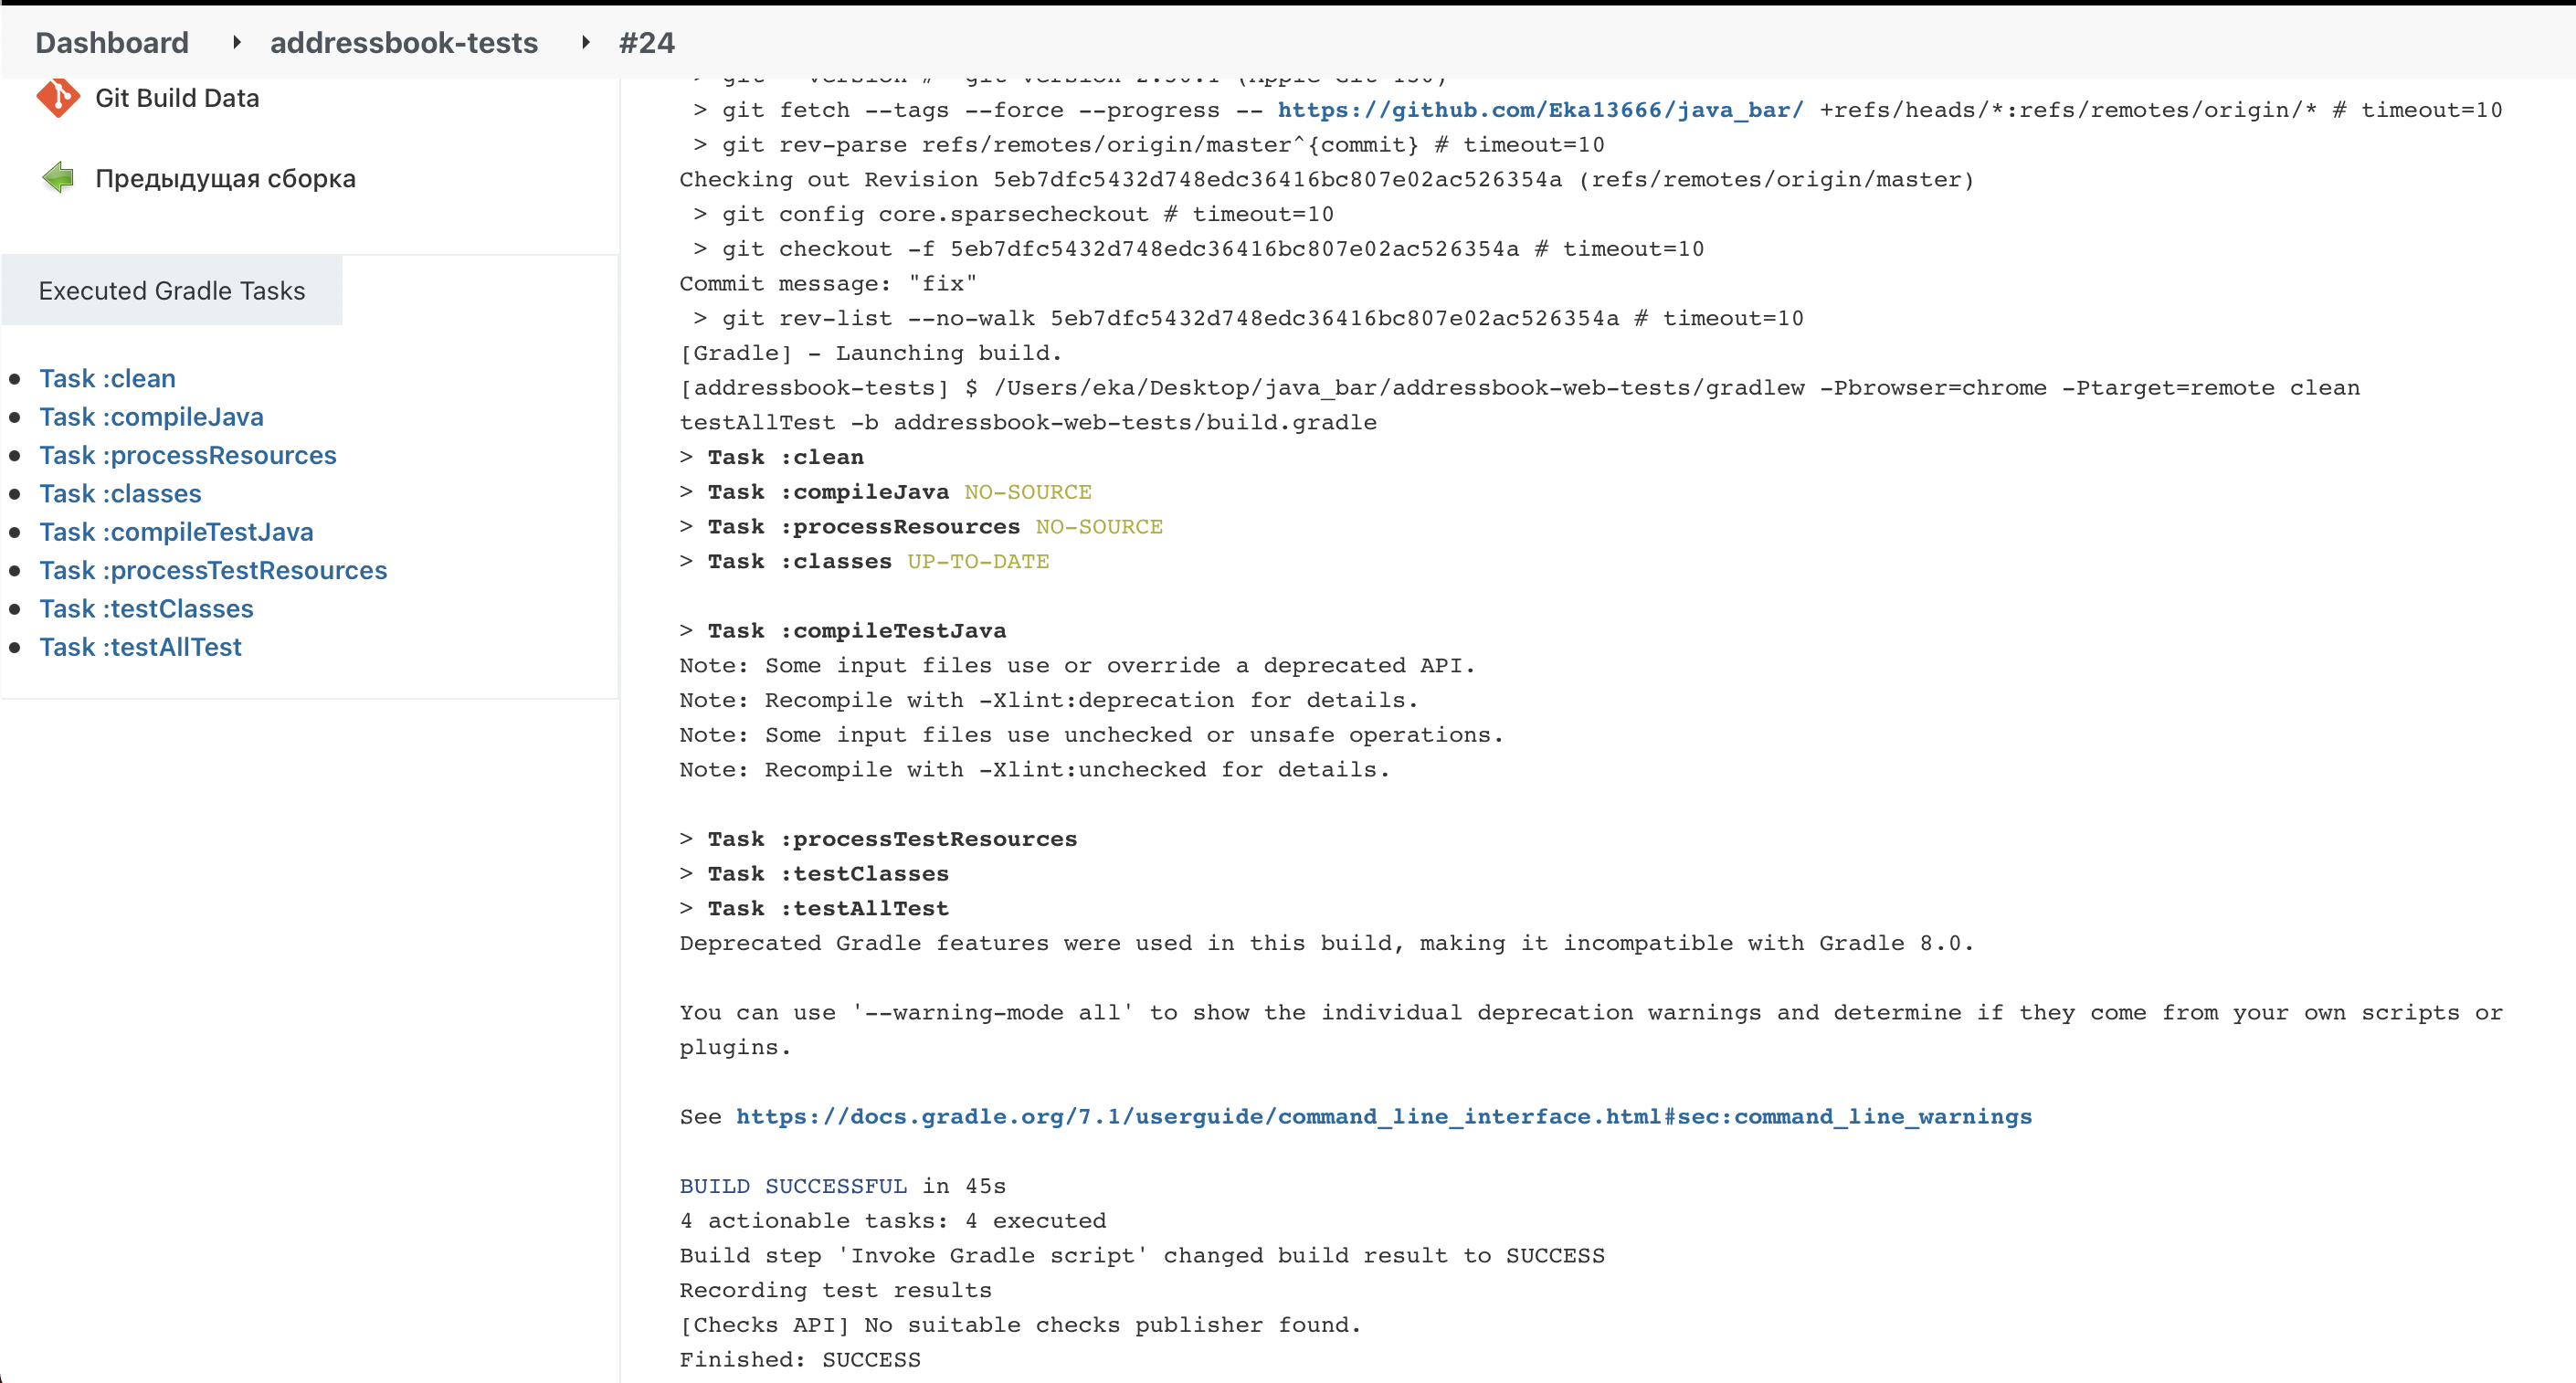 Dashboard ▸ addressbook-tests ▸ #24
Git Build Data
Предыдущая сборка
Executed Gradle Tasks
Task :clean
Task :compileJava
Task :processResources
Task :classes
Task :compileTestJava
Task :processTestResources
Task :testClasses
Task :testAllTest
> git fetch --tags --force --progress -- https://github.com/Eka13666/java_bar/ +refs/heads/*:refs/remotes/origin/* # timeout=10
> git rev-parse refs/remotes/origin/master^{commit} # timeout=10
Checking out Revision 5eb7dfc5432d748edc36416bc807e02ac526354a (refs/remotes/origin/master)
> git config core.sparsecheckout # timeout=10
> git checkout -f 5eb7dfc5432d748edc36416bc807e02ac526354a # timeout=10
Commit message: "fix"
> git rev-list --no-walk 5eb7dfc5432d748edc36416bc807e02ac526354a # timeout=10
[Gradle] - Launching build.
[addressbook-tests] $ /Users/eka/Desktop/java_bar/addressbook-web-tests/gradlew -Pbrowser=chrome -Ptarget=remote clean
testAllTest -b addressbook-web-tests/build.gradle
> Task :clean
> Task :compileJava NO-SOURCE
> Task :processResources NO-SOURCE
> Task :classes UP-TO-DATE
> Task :compileTestJava
Note: Some input files use or override a deprecated API.
Note: Recompile with -Xlint:deprecation for details.
Note: Some input files use unchecked or unsafe operations.
Note: Recompile with -Xlint:unchecked for details.
> Task :processTestResources
> Task :testClasses
> Task :testAllTest
Deprecated Gradle features were used in this build, making it incompatible with Gradle 8.0.
You can use '--warning-mode all' to show the individual deprecation warnings and determine if they come from your own scripts or
plugins.
See https://docs.gradle.org/7.1/userguide/command_line_interface.html#sec:command_line_warnings
BUILD SUCCESSFUL in 45s
4 actionable tasks: 4 executed
Build step 'Invoke Gradle script' changed build result to SUCCESS
Recording test results
[Checks API] No suitable checks publisher found.
Finished: SUCCESS